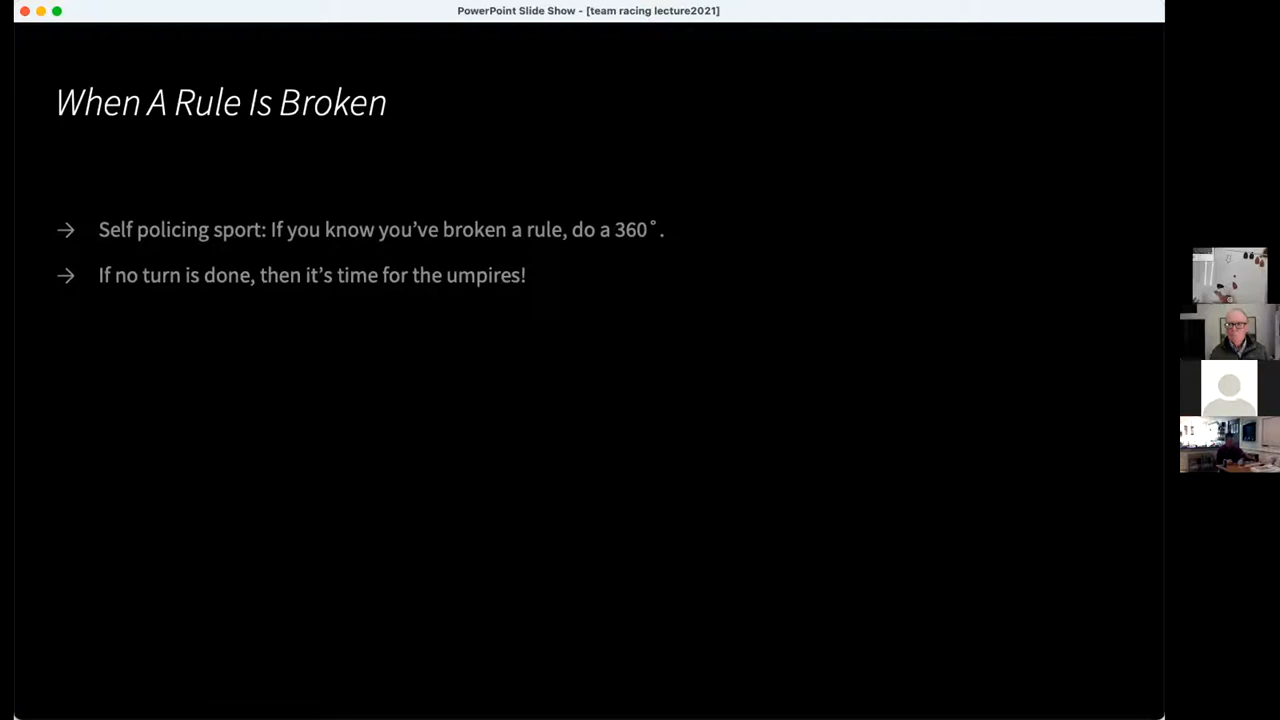 PowerPoint Slide Show - [team racing lecture2021]
When A Rule Is Broken
→ Self policing sport: If you know you’ve broken a rule, do a 360˚.
→ If no turn is done, then it’s time for the umpires!